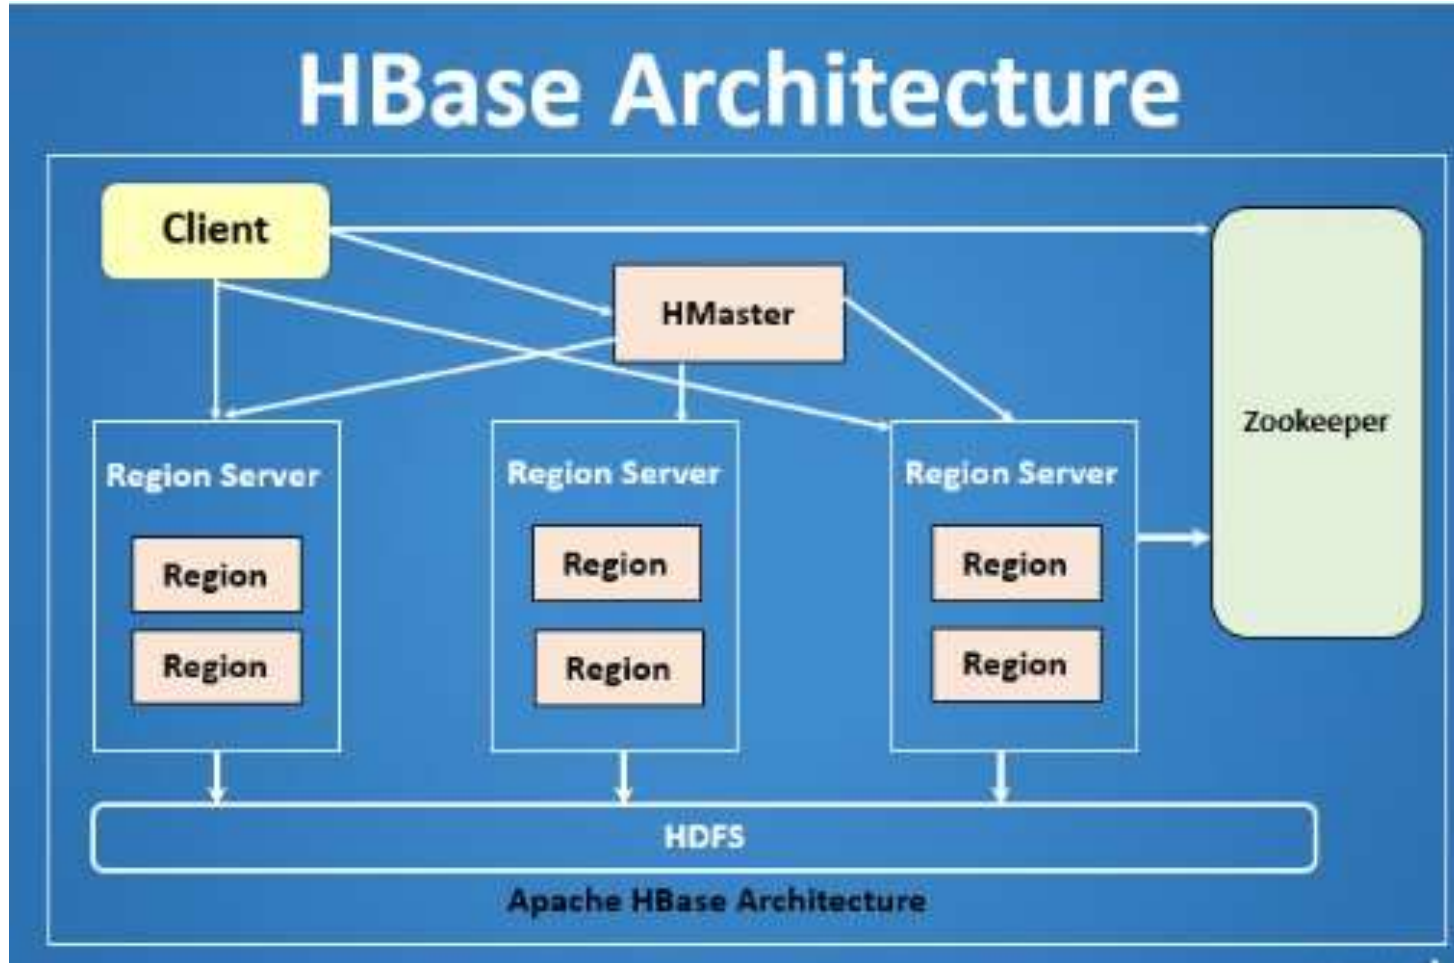 HBase Architecture
Client
HMaster
Zookeeper
Region Server
Region Server
Region Server
Region
Region
Region
Region
Region
Region
HDFS
Apache HBase Architecture